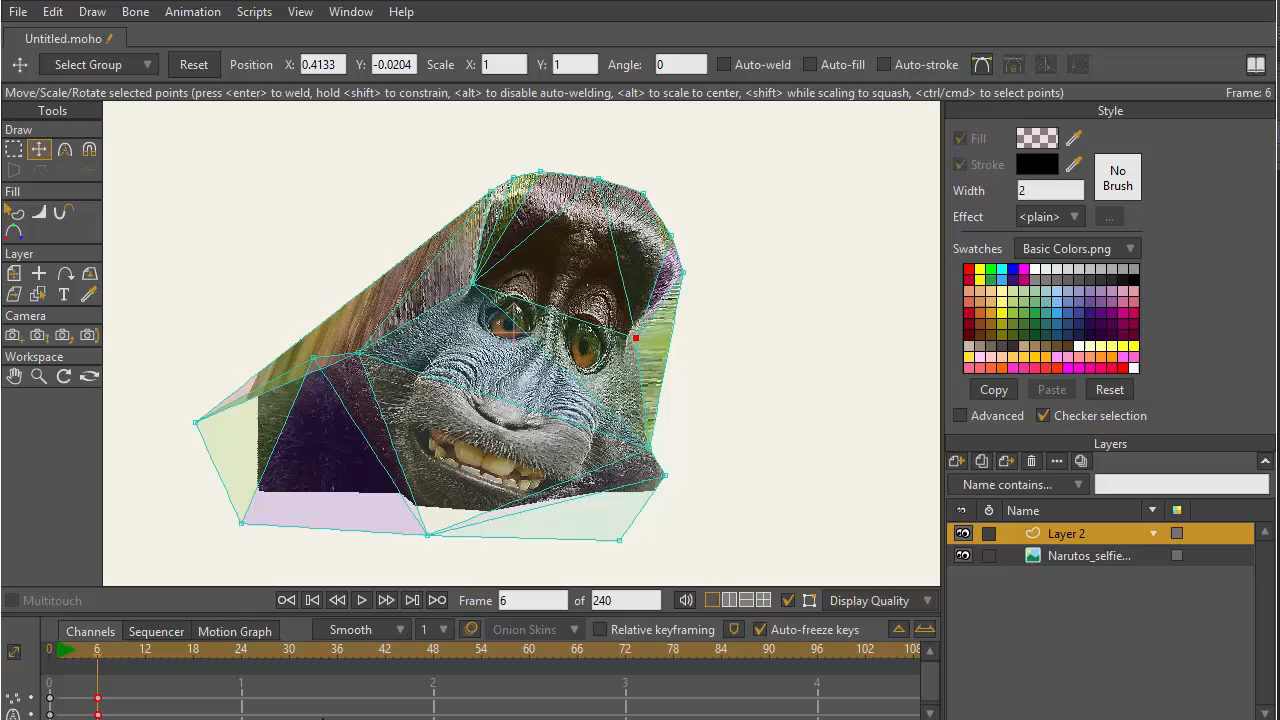 File Edit Draw Bone Animation Scripts View Window Help
Untitled.moho
Select Group Reset Position X: 0.4133 Y: -0.0204 Scale X: 1 Y: 1 Angle: 0 Auto-weld Auto-fill Auto-stroke
Move/Scale/Rotate selected points (press <enter> to weld, hold <shift> to constrain, <alt> to disable auto-welding, <alt> to scale to center, <shift> while scaling to squash, <ctrl/cmd> to select points) Frame: 6
Tools
Draw
Fill
Layer
T
Camera
Workspace
Style
Fill
Stroke
No Brush
Width 2
Effect <plain> ...
Swatches Basic Colors.png
Copy Paste Reset
Advanced Checker selection
Layers
Name contains...
Name
Layer 2
Narutos_selfie...
Multitouch Frame 6 of 240 Display Quality
Channels Sequencer Motion Graph Smooth 1 Onion Skins Relative keyframing Auto-freeze keys
0 6 12 18 24 30 36 42 48 54 60 66 72 78 84 90 96 102 108
0 1 2 3 4